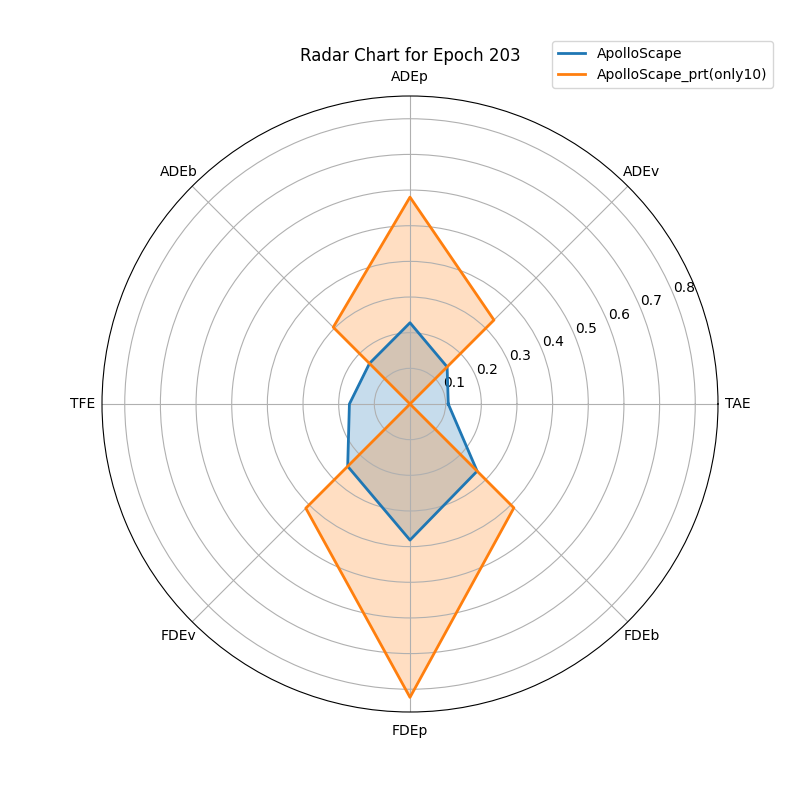 Radar Chart for Epoch 203
ApolloScape
ApolloScape_prt(only10)
ADEp
ADEb
ADEv
0.8
0.7
0.6
0.5
0.4
0.3
0.2
0.1
TFE
TAE
FDEv
FDEb
FDEp